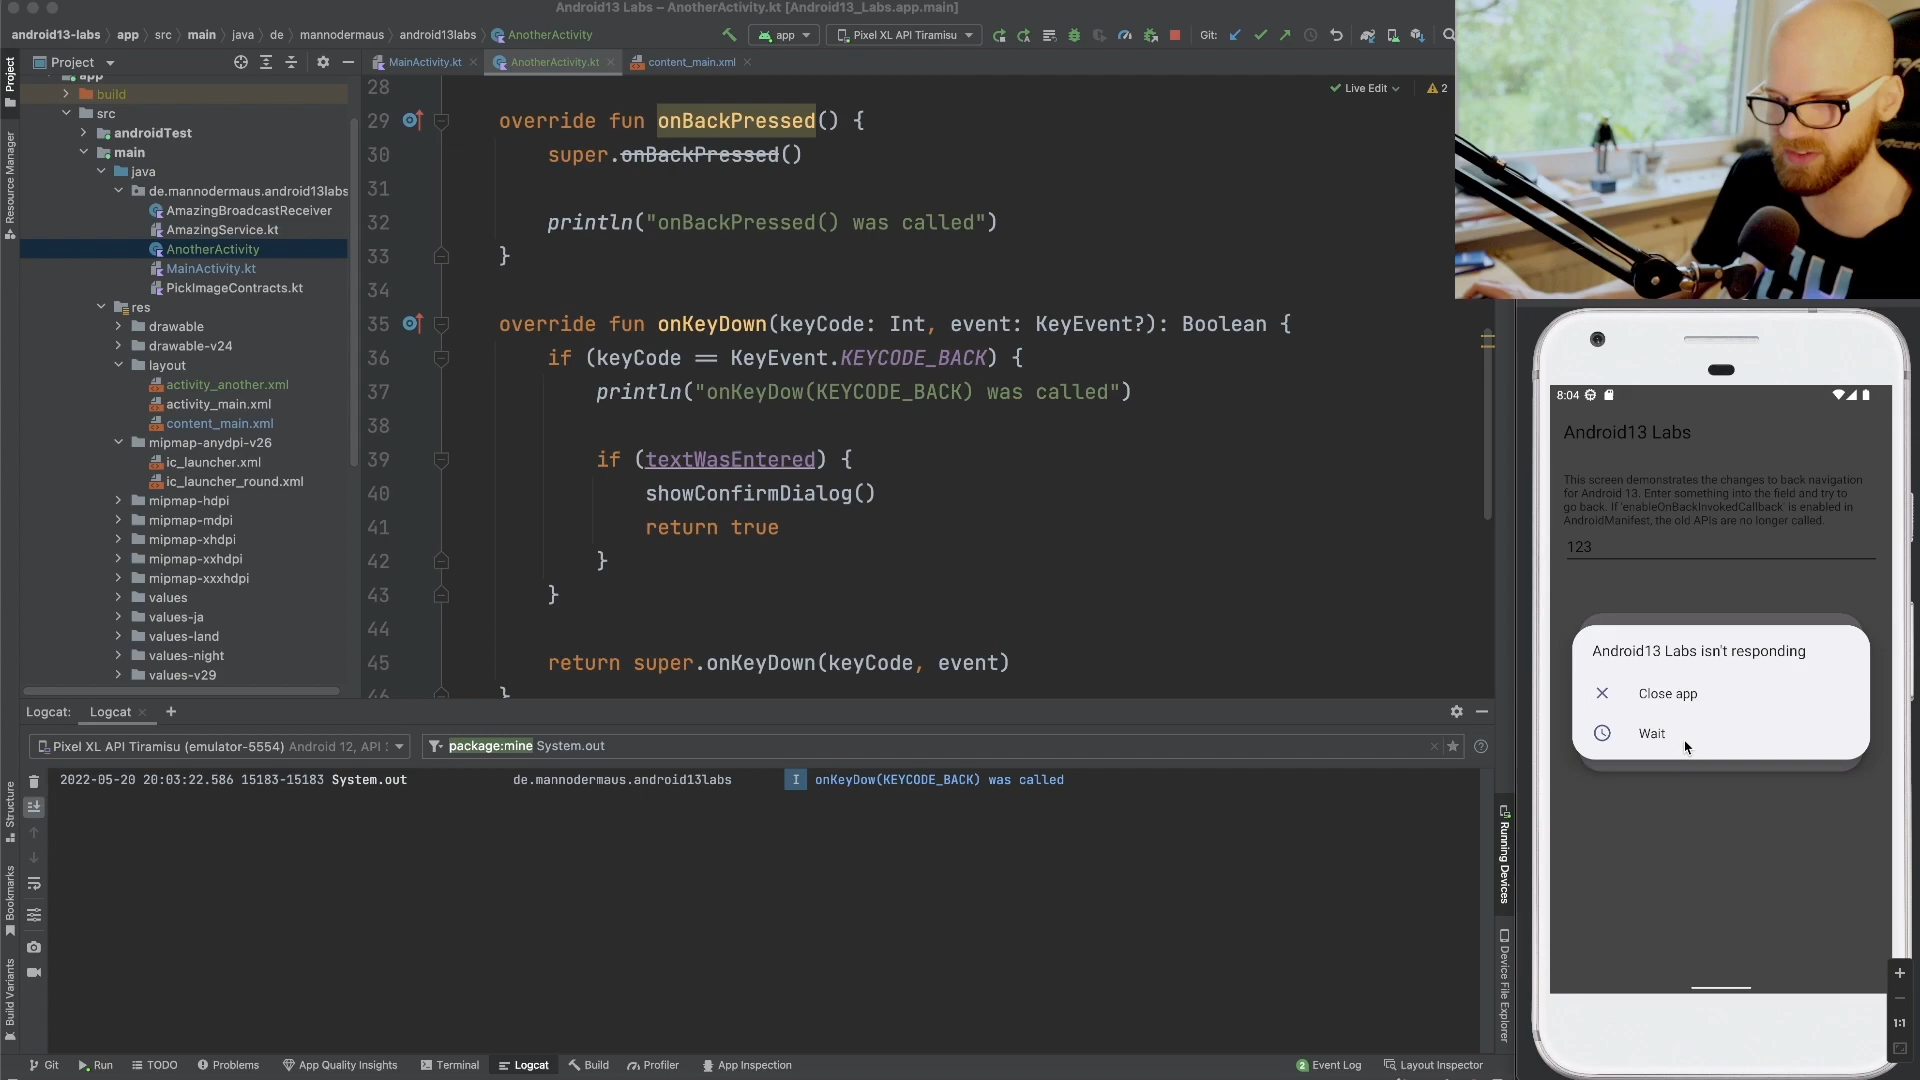 Android13 Labs – AnotherActivity.kt [Android13_Labs.app.main]
android13-labs
app
src
main
java
de
mannodermaus
android13labs
AnotherActivity
app
Pixel XL API Tiramisu
Git:
Project
MainActivity.kt
AnotherActivity.kt
content_main.xml
Live Edit
2
Project
Resource Manager
Structure
Bookmarks
Build Variants
app
build
src
androidTest
main
java
de.mannodermaus.android13labs
AmazingBroadcastReceiver
AmazingService.kt
AnotherActivity
MainActivity.kt
PickImageContracts.kt
res
drawable
drawable-v24
layout
activity_another.xml
activity_main.xml
content_main.xml
mipmap-anydpi-v26
ic_launcher.xml
ic_launcher_round.xml
mipmap-hdpi
mipmap-mdpi
mipmap-xhdpi
mipmap-xxhdpi
mipmap-xxxhdpi
values
values-ja
values-land
values-night
values-v29
28
29 override fun onBackPressed() {
30 super.onBackPressed()
31
32 println("onBackPressed() was called")
33 }
34
35 override fun onKeyDown(keyCode: Int, event: KeyEvent?): Boolean {
36 if (keyCode == KeyEvent.KEYCODE_BACK) {
37 println("onKeyDow(KEYCODE_BACK) was called")
38
39 if (textWasEntered) {
40 showConfirmDialog()
41 return true
42 }
43 }
44
45 return super.onKeyDown(keyCode, event)
46 }
8:04
Android13 Labs
This screen demonstrates the changes to back navigation
for Android 13. Enter something into the field and try to
go back. If 'enableOnBackInvokedCallback' is enabled in
AndroidManifest, the old APIs are no longer called.
123
Android13 Labs isn't responding
Close app
Wait
Logcat:
Logcat
Pixel XL API Tiramisu (emulator-5554) Android 12, API
package:mine System.out
2022-05-20 20:03:22.586 15183-15183 System.out de.mannodermaus.android13labs I onKeyDow(KEYCODE_BACK) was called
Running Devices
Device File Explorer
1:1
Git
Run
TODO
Problems
App Quality Insights
Terminal
Logcat
Build
Profiler
App Inspection
2 Event Log
Layout Inspector